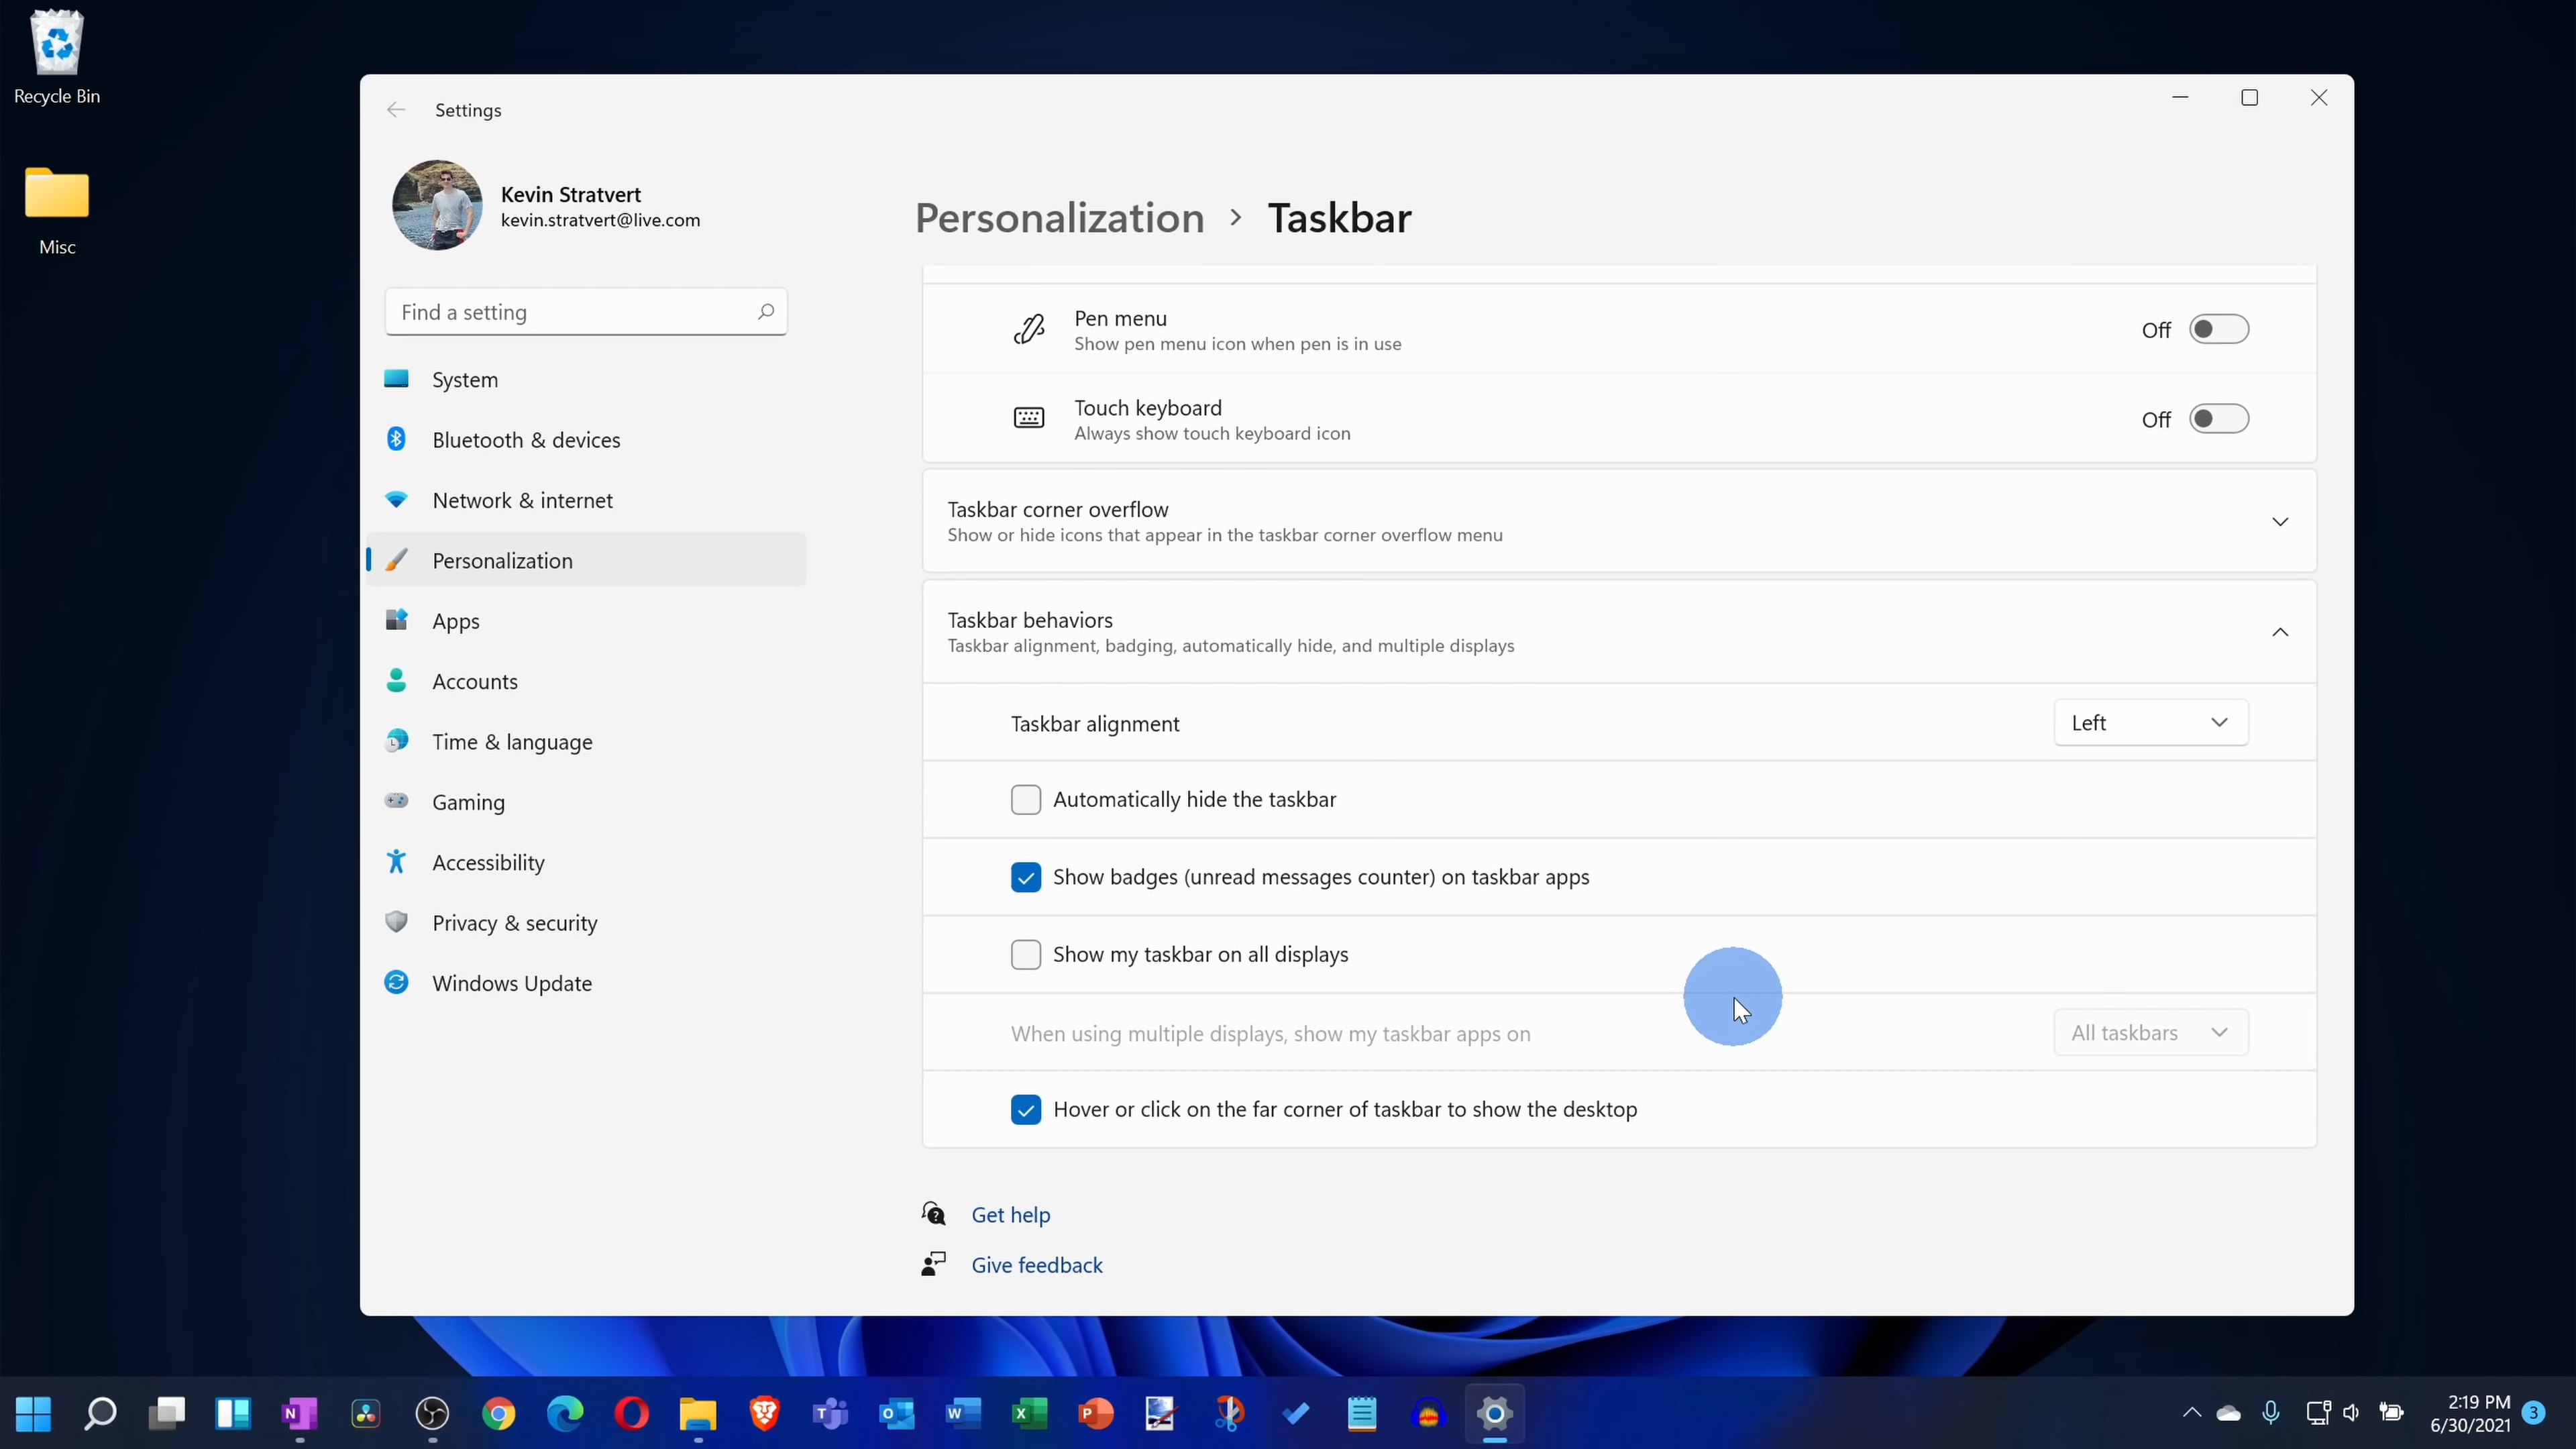 Recycle Bin
Misc
Settings
Kevin Stratvert
kevin.stratvert@live.com
Find a setting
System
Bluetooth & devices
Network & internet
Personalization
Apps
Accounts
Time & language
Gaming
Accessibility
Privacy & security
Windows Update
Personalization > Taskbar
Pen menu
Show pen menu icon when pen is in use
Off
Touch keyboard
Always show touch keyboard icon
Off
Taskbar corner overflow
Show or hide icons that appear in the taskbar corner overflow menu
Taskbar behaviors
Taskbar alignment, badging, automatically hide, and multiple displays
Taskbar alignment
Left
Automatically hide the taskbar
Show badges (unread messages counter) on taskbar apps
Show my taskbar on all displays
When using multiple displays, show my taskbar apps on
All taskbars
Hover or click on the far corner of taskbar to show the desktop
Get help
Give feedback
2:19 PM
6/30/2021
3